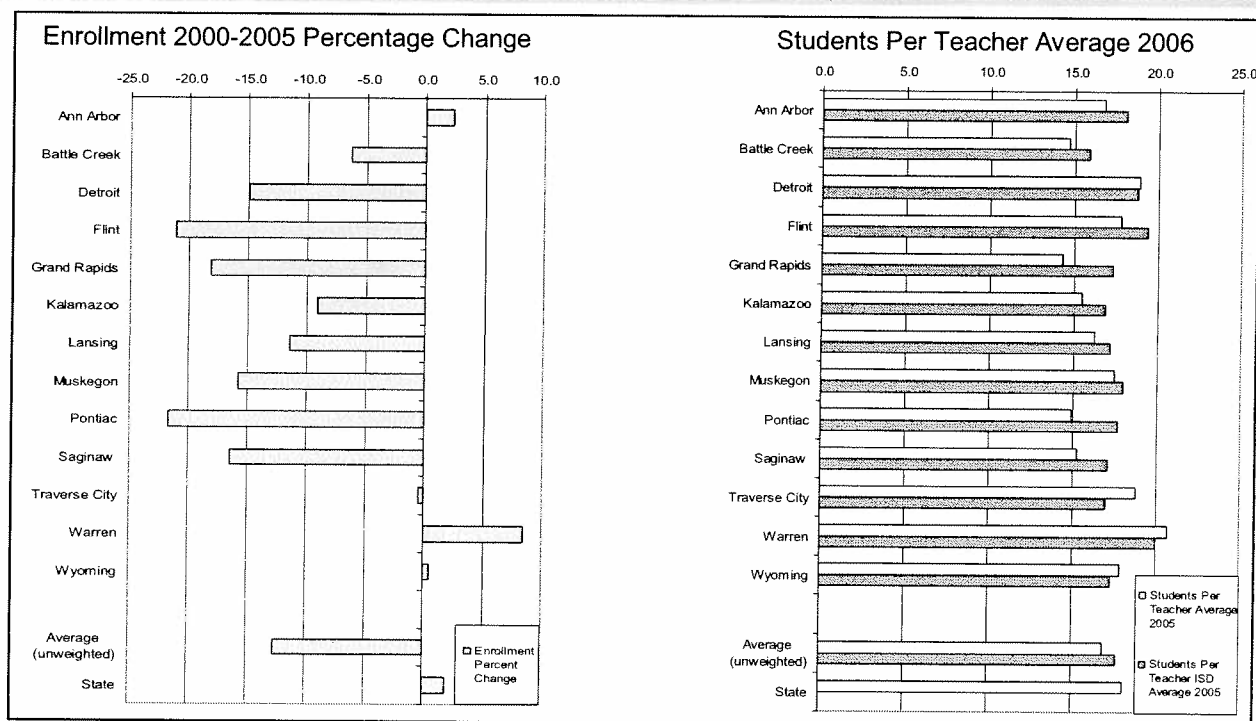 Enrollment 2000-2005 Percentage Change
-25.0 -20.0 -15.0 -10.0 -5.0 0.0 5.0 10.0
Ann Arbor
Battle Creek
Detroit
Flint
Grand Rapids
Kalamazoo
Lansing
Muskegon
Pontiac
Saginaw
Traverse City
Warren
Wyoming
Average
(unweighted)
State
Enrollment
Percent
Change
Students Per Teacher Average 2006
0.0 5.0 10.0 15.0 20.0 25.0
Ann Arbor
Battle Creek
Detroit
Flint
Grand Rapids
Kalamazoo
Lansing
Muskegon
Pontiac
Saginaw
Traverse City
Warren
Wyoming
Average
(unweighted)
State
Students Per
Teacher Average
2005
Students Per
Teacher ISD
Average 2005